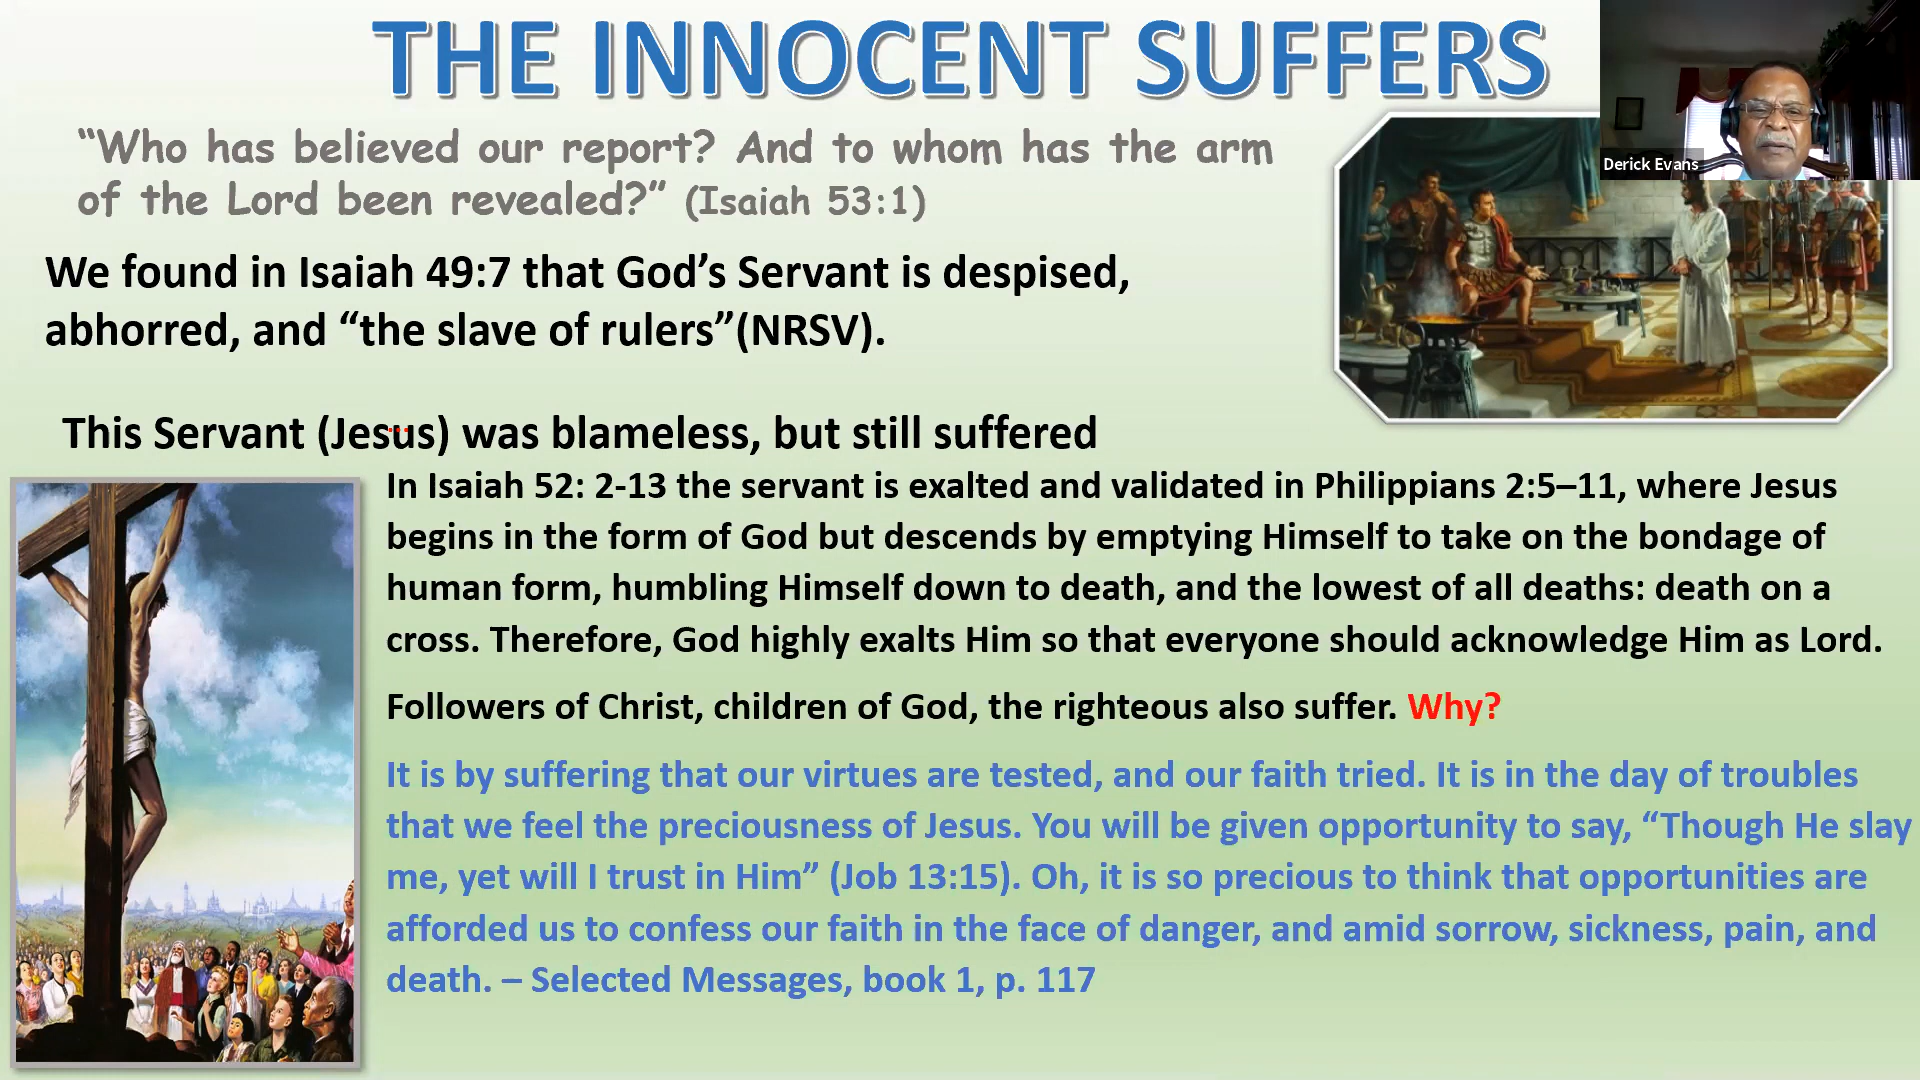 THE INNOCENT SUFFERS
Derick Evans
“Who has believed our report? And to whom has the arm
of the Lord been revealed?” (Isaiah 53:1)
We found in Isaiah 49:7 that God’s Servant is despised,
abhorred, and “the slave of rulers”(NRSV).
This Servant (Jesus) was blameless, but still suffered
In Isaiah 52: 2-13 the servant is exalted and validated in Philippians 2:5–11, where Jesus
begins in the form of God but descends by emptying Himself to take on the bondage of
human form, humbling Himself down to death, and the lowest of all deaths: death on a
cross. Therefore, God highly exalts Him so that everyone should acknowledge Him as Lord.
Followers of Christ, children of God, the righteous also suffer. Why?
It is by suffering that our virtues are tested, and our faith tried. It is in the day of troubles
that we feel the preciousness of Jesus. You will be given opportunity to say, “Though He slay
me, yet will I trust in Him” (Job 13:15). Oh, it is so precious to think that opportunities are
afforded us to confess our faith in the face of danger, and amid sorrow, sickness, pain, and
death. – Selected Messages, book 1, p. 117